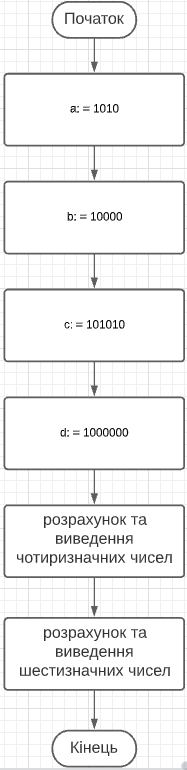 Початок
a: = 1010
b: = 10000
c: = 101010
d: = 1000000
розрахунок та
виведення
чотиризначних чисел
розрахунок та
виведення
шестизначних чисел
Кінець